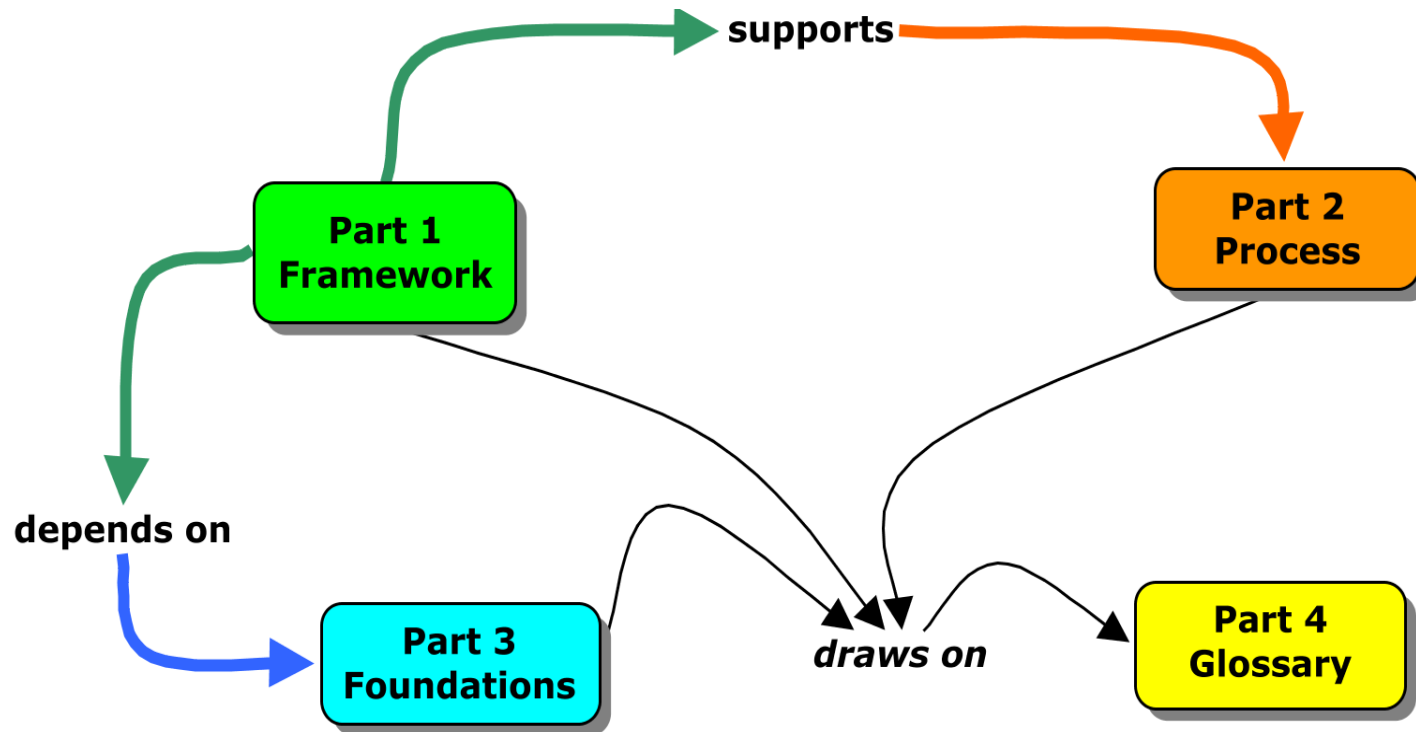 supports
Part 1
Framework
Part 2
Process
depends on
Part 3
Foundations
draws on
Part 4
Glossary